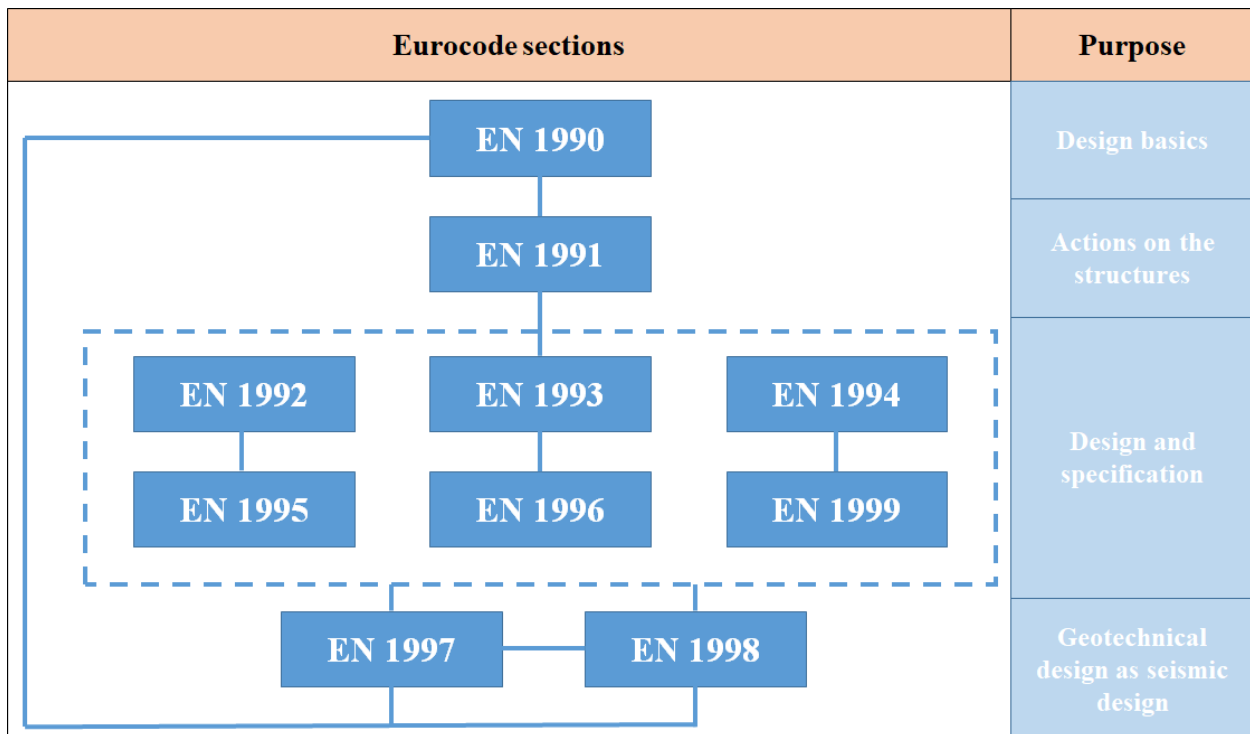 Eurocode sections
Purpose
EN 1990
Design basics
EN 1991
Actions on the
structures
EN 1992
EN 1993
EN 1994
Design and
specification
EN 1995
EN 1996
EN 1999
EN 1997
EN 1998
Geotechnical
design as seismic
design